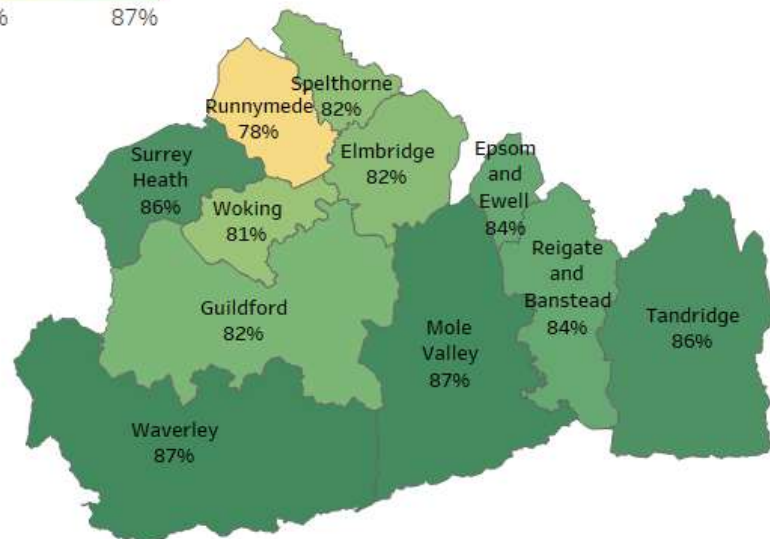 %
87%
Spelthorne
82%
Runnymede
78%
Elmbridge
82%
Surrey
Heath
86%
Epsom
and
Ewell
84%
Woking
81%
Reigate
and
Banstead
84%
Guildford
82%
Mole
Valley
87%
Tandridge
86%
Waverley
87%